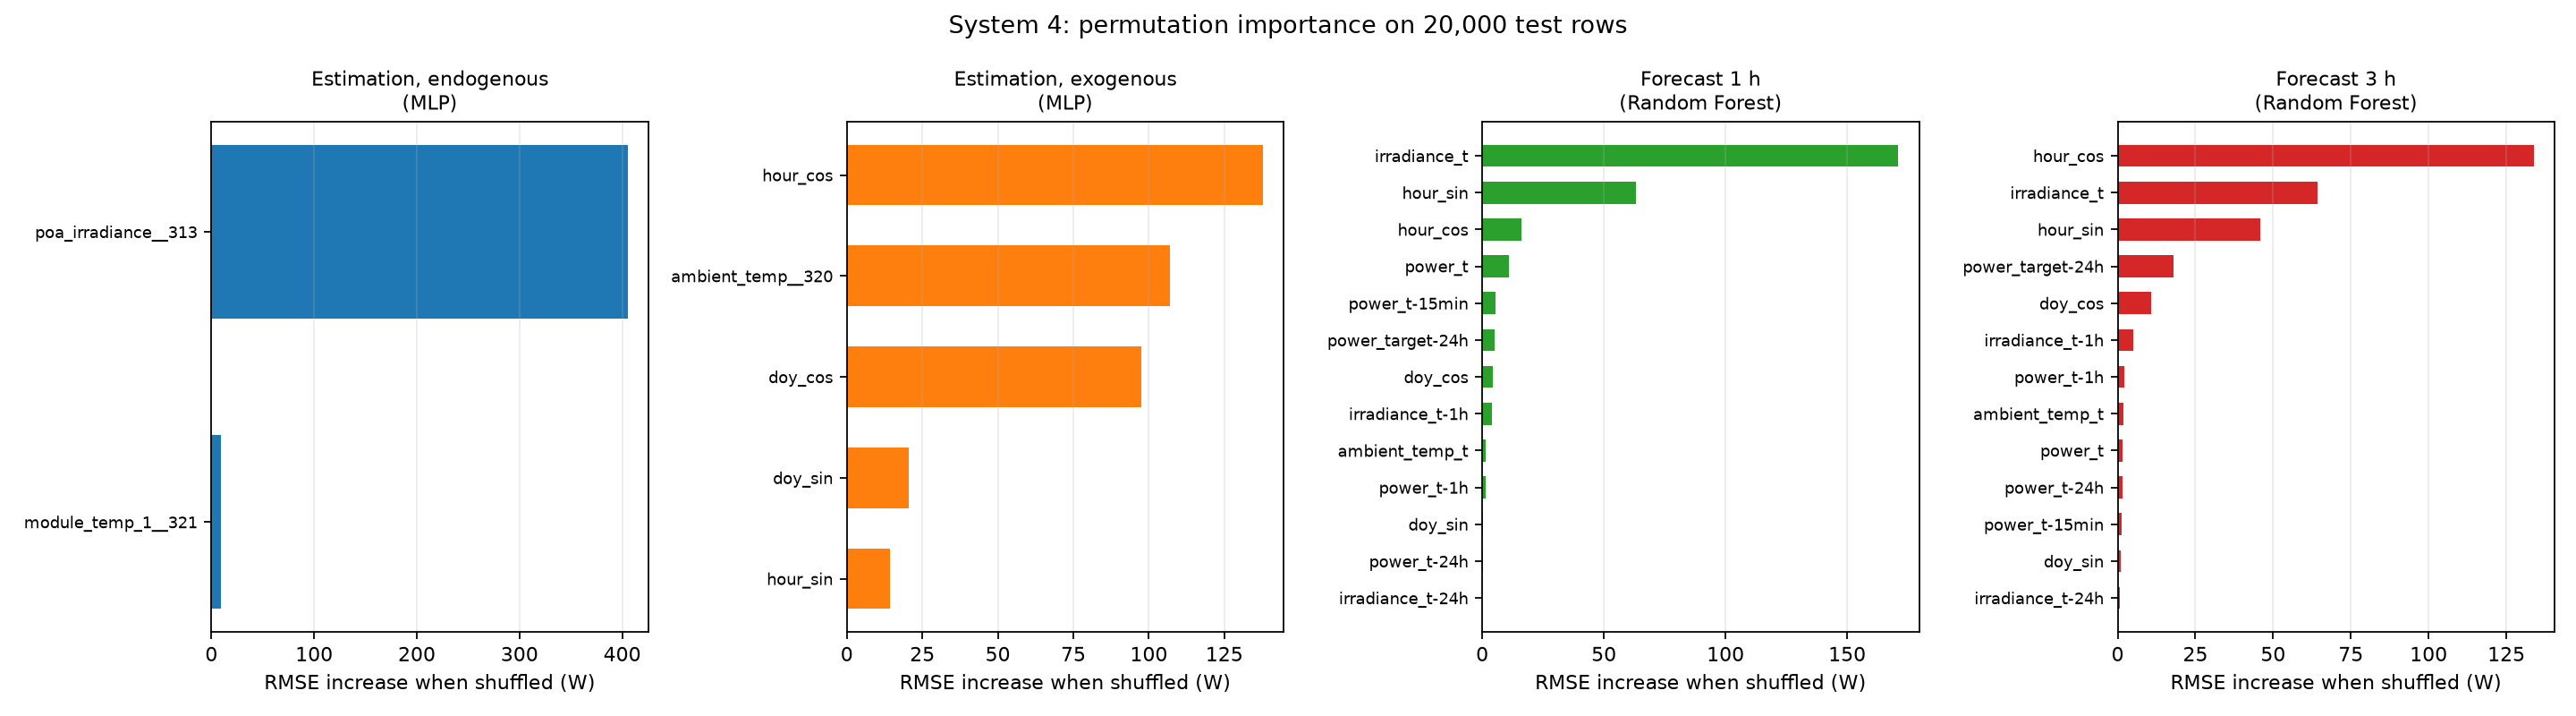 System 4: permutation importance on 20,000 test rows
Estimation, endogenous
(MLP)
poa_irradiance__313
module_temp_1__321
0 100 200 300 400
RMSE increase when shuffled (W)
Estimation, exogenous
(MLP)
hour_cos
ambient_temp__320
doy_cos
doy_sin
hour_sin
0 25 50 75 100 125
RMSE increase when shuffled (W)
Forecast 1 h
(Random Forest)
irradiance_t
hour_sin
hour_cos
power_t
power_t-15min
power_target-24h
doy_cos
irradiance_t-1h
ambient_temp_t
power_t-1h
doy_sin
power_t-24h
irradiance_t-24h
0 50 100 150
RMSE increase when shuffled (W)
Forecast 3 h
(Random Forest)
hour_cos
irradiance_t
hour_sin
power_target-24h
doy_cos
irradiance_t-1h
power_t-1h
ambient_temp_t
power_t
power_t-24h
power_t-15min
doy_sin
irradiance_t-24h
0 25 50 75 100 125
RMSE increase when shuffled (W)